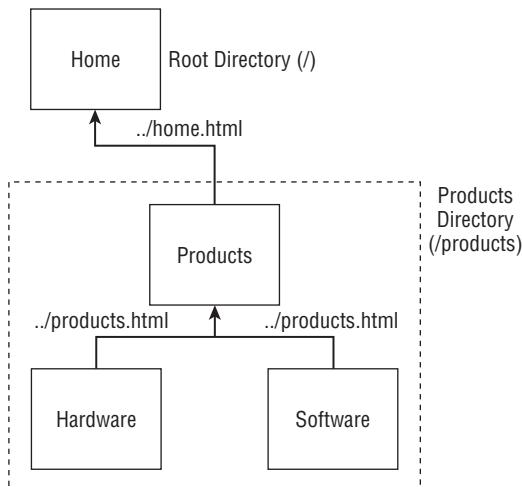 Home
Root Directory (/)
../home.html
Products
Directory
(/products)
Products
../products.html
../products.html
Hardware
Software